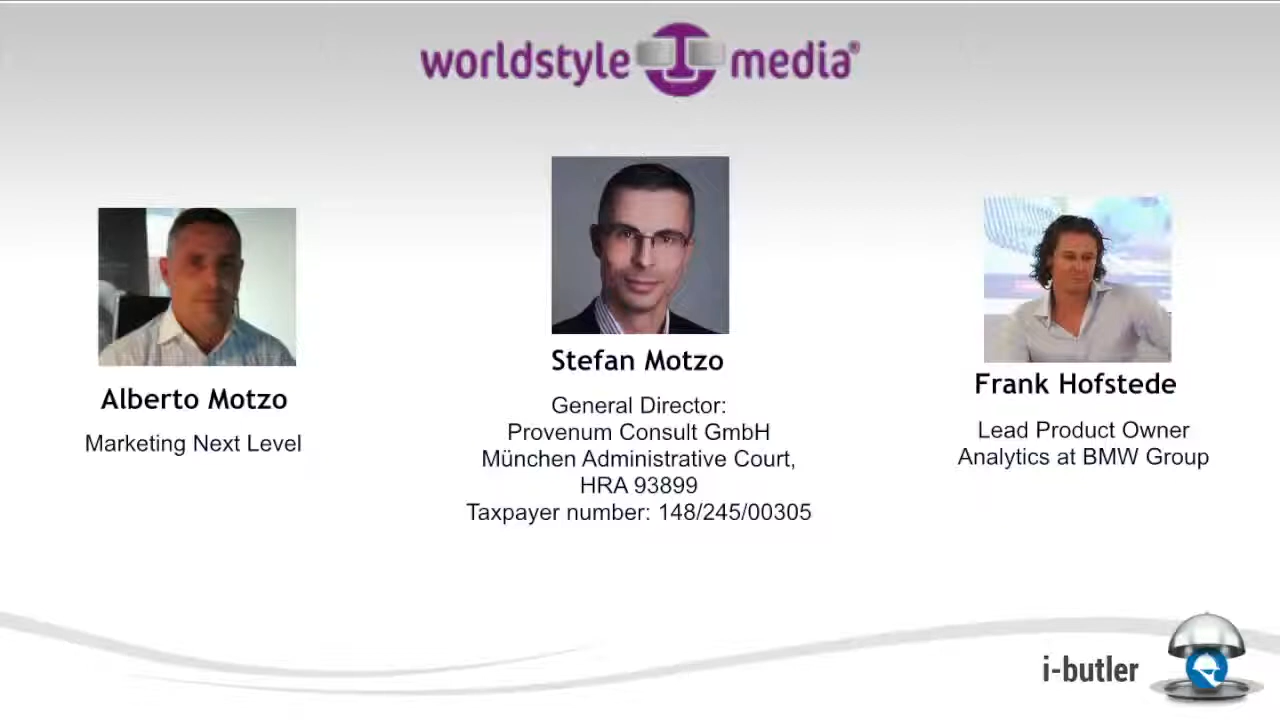 worldstyle media®
Alberto Motzo
Marketing Next Level
Stefan Motzo
General Director:
Provenum Consult GmbH
München Administrative Court,
HRA 93899
Taxpayer number: 148/245/00305
Frank Hofstede
Lead Product Owner
Analytics at BMW Group
i-butler